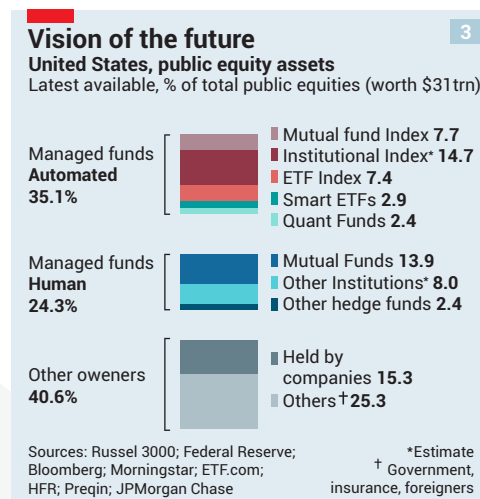 Vision of the future
3
United States, public equity assets
Latest available, % of total public equities (worth $31trn)
Managed funds
Automated
35.1%
Mutual fund Index 7.7
Institutional Index* 14.7
ETF Index 7.4
Smart ETFs 2.9
Quant Funds 2.4
Managed funds
Human
24.3%
Mutual Funds 13.9
Other Institutions* 8.0
Other hedge funds 2.4
Other oweners
40.6%
Held by
companies 15.3
Others† 25.3
Sources: Russel 3000; Federal Reserve;
Bloomberg; Morningstar; ETF.com;
HFR; Preqin; JPMorgan Chase
*Estimate
† Government,
insurance, foreigners